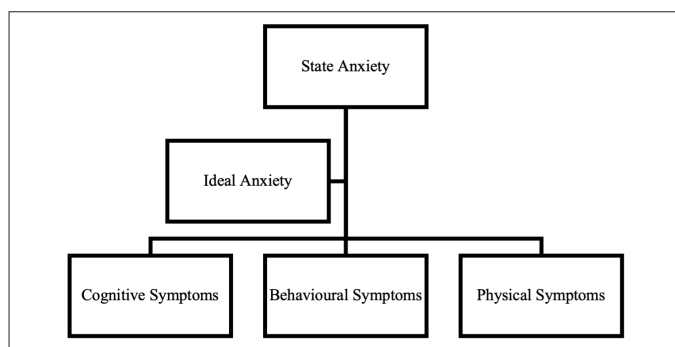 State Anxiety
Ideal Anxiety
Cognitive Symptoms
Behavioural Symptoms
Physical Symptoms